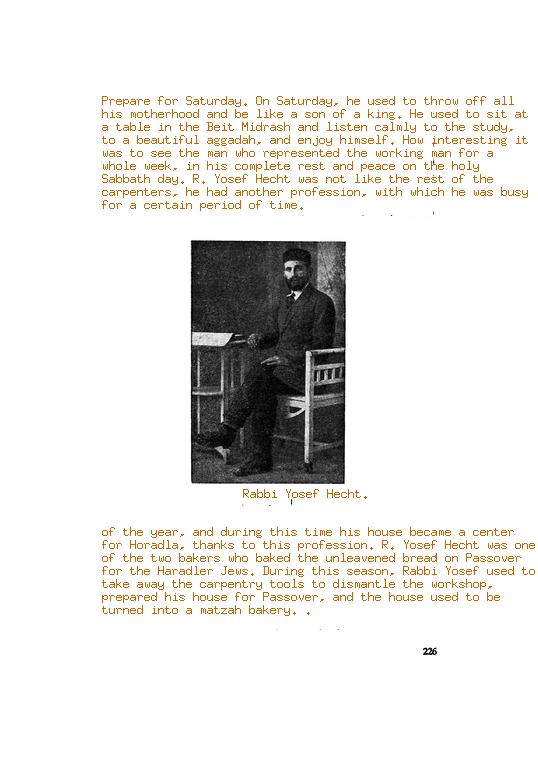 Prepare for Saturday. On Saturday, he used to throw off all
his motherhood and be like a son of a king. He used to sit at
a table in the Beit Midrash and listen calmly to the study,
to a beautiful aggadah, and enjoy himself. How interesting it
was to see the man who represented the working man for a
whole week, in his complete rest and peace on the holy
Sabbath day. R. Yosef Hecht was not like the rest of the
carpenters, he had another profession, with which he was busy
for a certain period of time.
Rabbi Yosef Hecht.
of the year, and during this time his house became a center
for Horadla, thanks to this profession. R. Yosef Hecht was one
of the two bakers who baked the unleavened bread on Passover
for the Haradler Jews. During this season, Rabbi Yosef used to
take away the carpentry tools to dismantle the workshop,
prepared his house for Passover, and the house used to be
turned into a matzah bakery. .
226